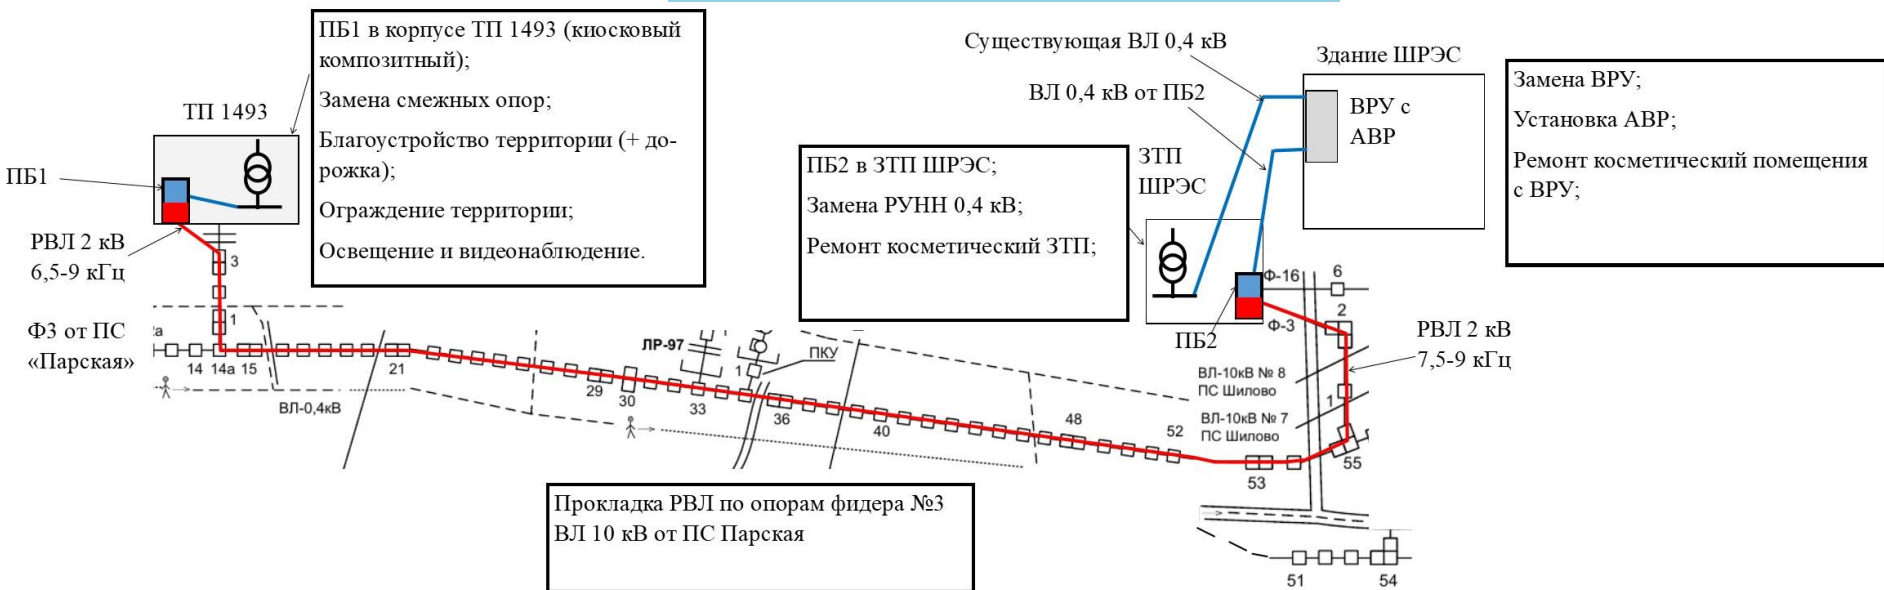 ПБ1 в корпусе ТП 1493 (киосковый
композитный);
Замена смежных опор;
Благоустройство территории (+ до-
рожка);
Ограждение территории;
Освещение и видеонаблюдение.
ТП 1493
ПБ1
РВЛ 2 кВ
6,5-9 кГц
Ф3 от ПС
«Парская»
3
1
2а
14
14а
15
21
ВЛ-0,4кВ
29
30
ЛР-97
33
1
ПКУ
36
40
48
52
53
55
Прокладка РВЛ по опорам фидера №3
ВЛ 10 кВ от ПС Парская
Существующая ВЛ 0,4 кВ
ВЛ 0,4 кВ от ПБ2
Здание ШРЭС
ВРУ с
АВР
ПБ2 в ЗТП ШРЭС;
Замена РУНН 0,4 кВ;
Ремонт косметический ЗТП;
ЗТП
ШРЭС
Замена ВРУ;
Установка АВР;
Ремонт косметический помещения
с ВРУ;
Ф-16
6
2
Ф-3
ПБ2
РВЛ 2 кВ
7,5-9 кГц
ВЛ-10кВ № 8
ПС Шилово
1
ВЛ-10кВ № 7
ПС Шилово
51
54